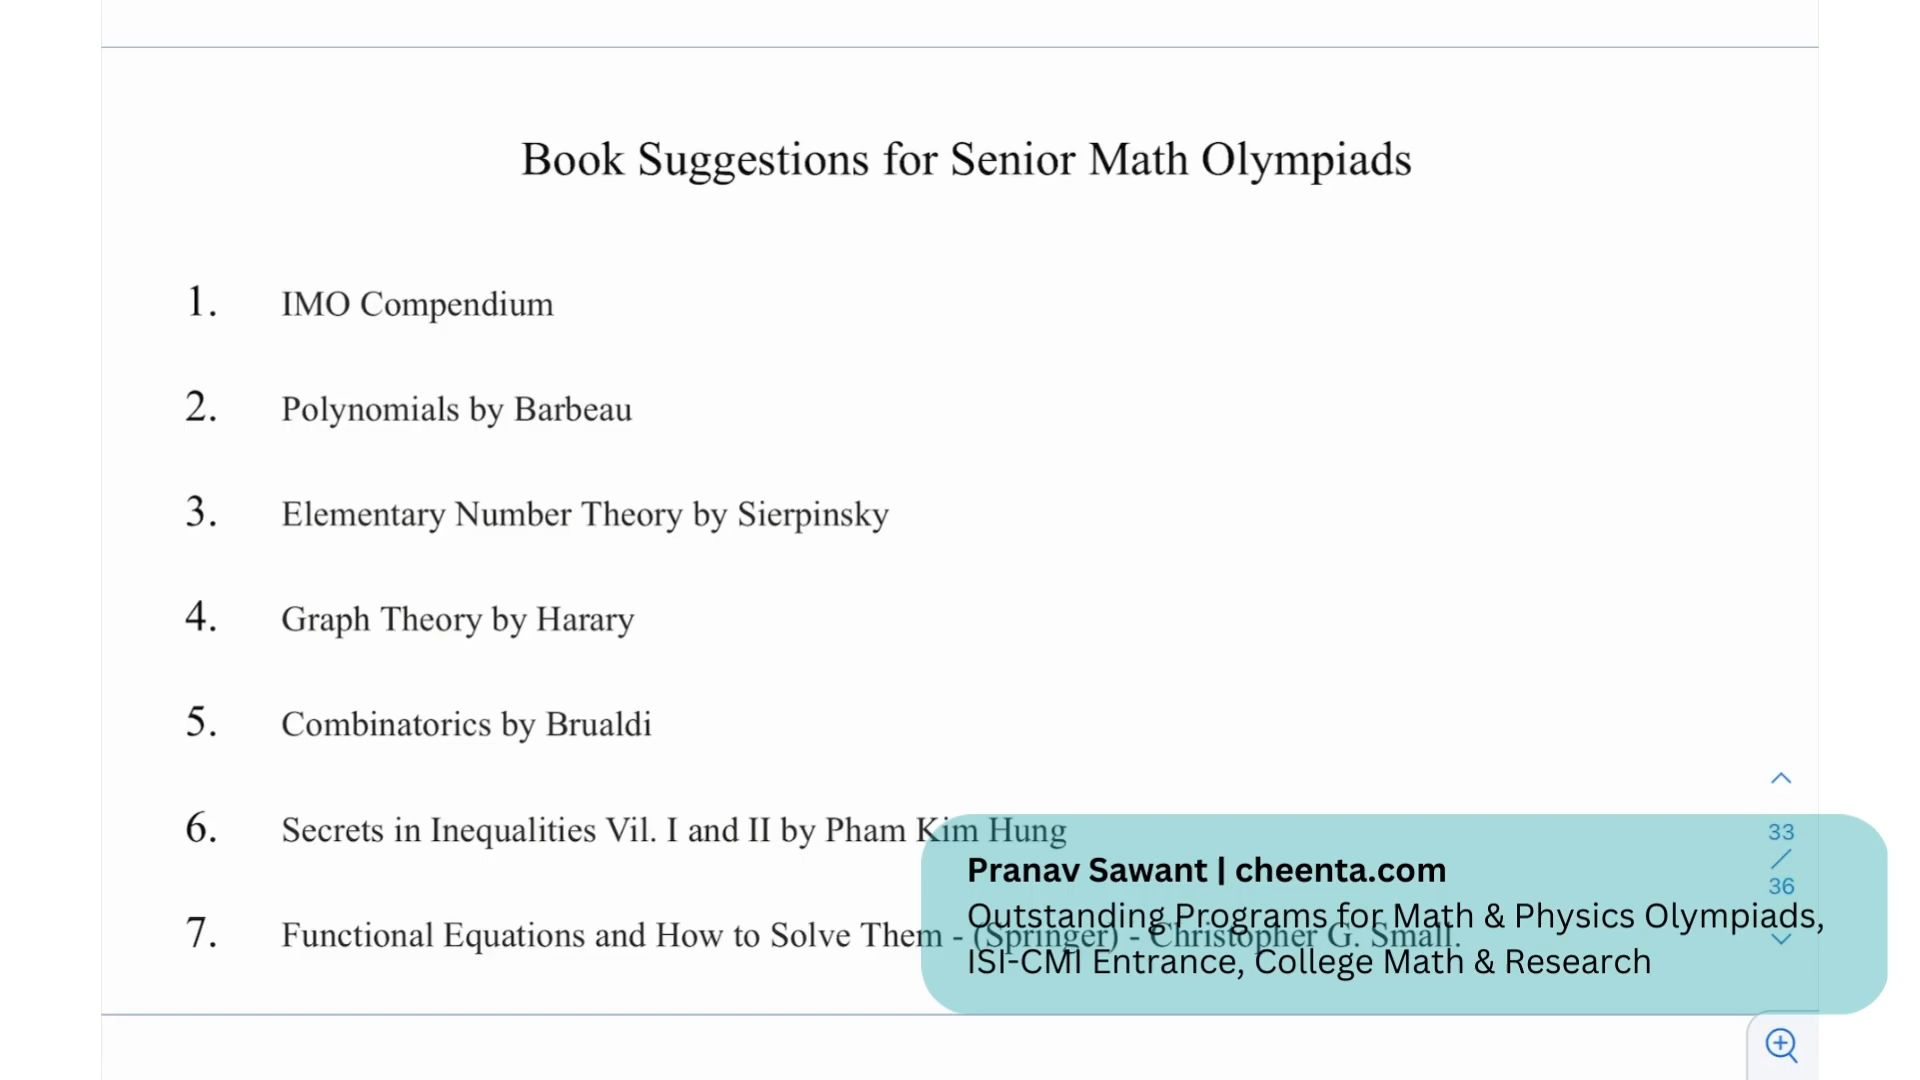 Book Suggestions for Senior Math Olympiads
1. IMO Compendium
2. Polynomials by Barbeau
3. Elementary Number Theory by Sierpinsky
4. Graph Theory by Harary
5. Combinatorics by Brualdi
6. Secrets in Inequalities Vil. I and II by Pham Kim Hung
7. Functional Equations and How to Solve Them - (Springer) - Christopher G. Small.
Pranav Sawant | cheenta.com
Outstanding Programs for Math & Physics Olympiads,
ISI-CMI Entrance, College Math & Research
33
/
36